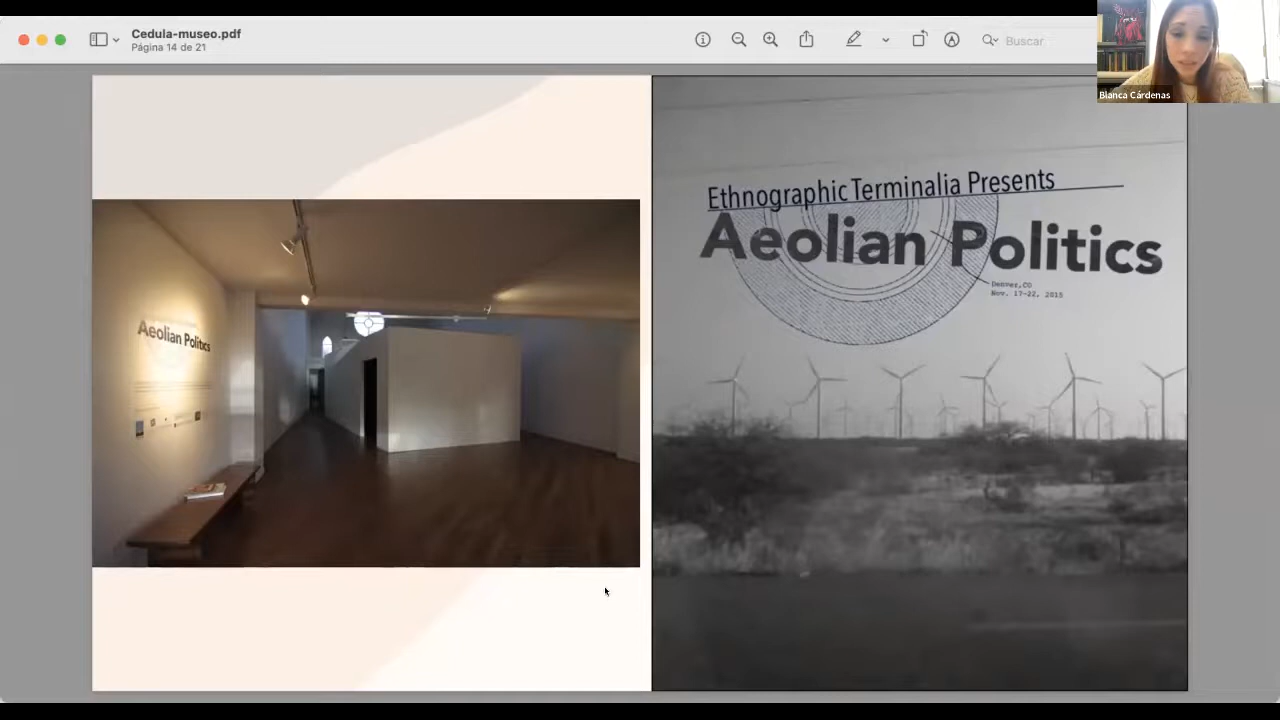 Cedula-museo.pdf
Página 14 de 21
Buscar
Bianca Cárdenas
Aeolian Politics
Ethnographic Terminalia Presents
Aeolian Politics
Denver,CO
Nov. 17-22, 2015